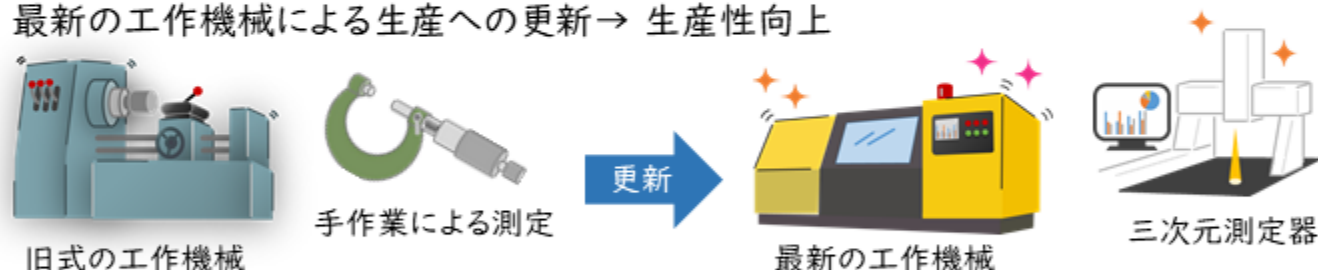 最新の工作機械による生産への更新→ 生産性向上
手作業による測定
旧式の工作機械
更新
最新の工作機械
三次元測定器